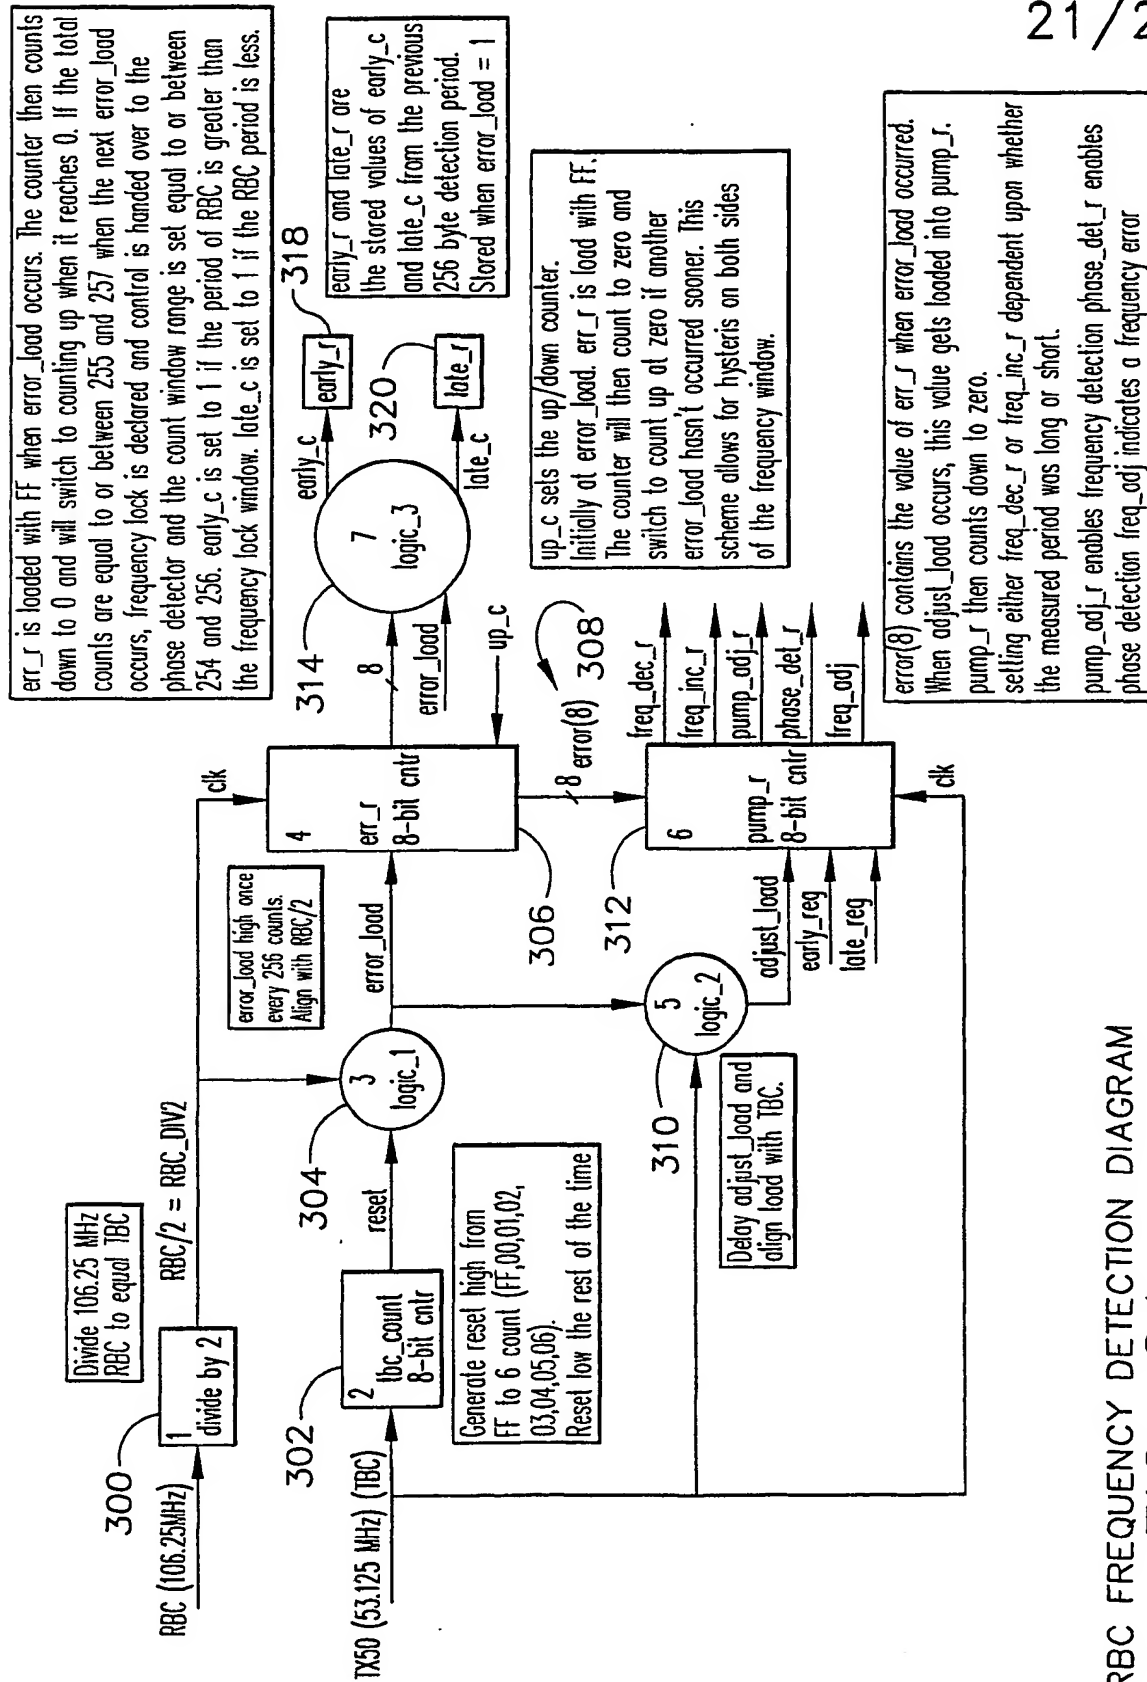 21/2
err_r is loaded with FF when error_load occurs. The counter then counts
down to 0 and will switch to counting up when it reaches 0. If the total
counts are equal to or between 255 and 257 when the next error_load
occurs, frequency lock is declared and control is handed over to the
phase detector and the count window range is set equal to or between
254 and 256. early_c is set to 1 if the period of RBC is greater than
the frequency lock window. late_c is set to 1 if the RBC period is less.
early_r and late_r are
the stored values of early_c
and late_c from the previous
256 byte detection period.
Stored when error_load = 1
318
early_r
320
late_r
early_c
late_c
7
logic_3
314
8
error_load
up_c
up_c sets the up/down counter.
Initially at error_load. err_r is load with FF.
The counter will then count to zero and
switch to count up at zero if another
error_load hasn't occurred sooner. This
scheme allows for hysteris on both sides
of the frequency window.
clk
4
err_r
8-bit cntr
306
8
error(8)
308
error_load high once
every 256 counts.
Align with RBC/2
error_load
Divide 106.25 MHz
RBC to equal TBC
RBC/2 = RBC_DIV2
300
1
divide by 2
RBC (106.25MHz)
304
3
logic_1
reset
302
2
tbc_count
8-bit cntr
TX50 (53.125 MHz) (TBC)
Generate reset high from
FF to 6 count (FF,00,01,02,
03,04,05,06).
Reset low the rest of the time
310
5
logic_2
Delay adjust_load and
align load with TBC.
312
6
pump_r
8-bit cntr
adjust_load
early_reg
late_reg
clk
freq_dec_r
freq_inc_r
pump_adj_r
phase_det_r
freq_adj
error(8) contains the value of err_r when error_load occurred.
When adjust_load occurs, this value gets loaded into pump_r.
pump_r then counts down to zero.
setting either freq_dec_r or freq_inc_r dependent upon whether
the measured period was long or short.
pump_adj_r enables frequency detection phase_det_r enables
phase detection freq_adj indicates a frequency error
RBC FREQUENCY DETECTION DIAGRAM